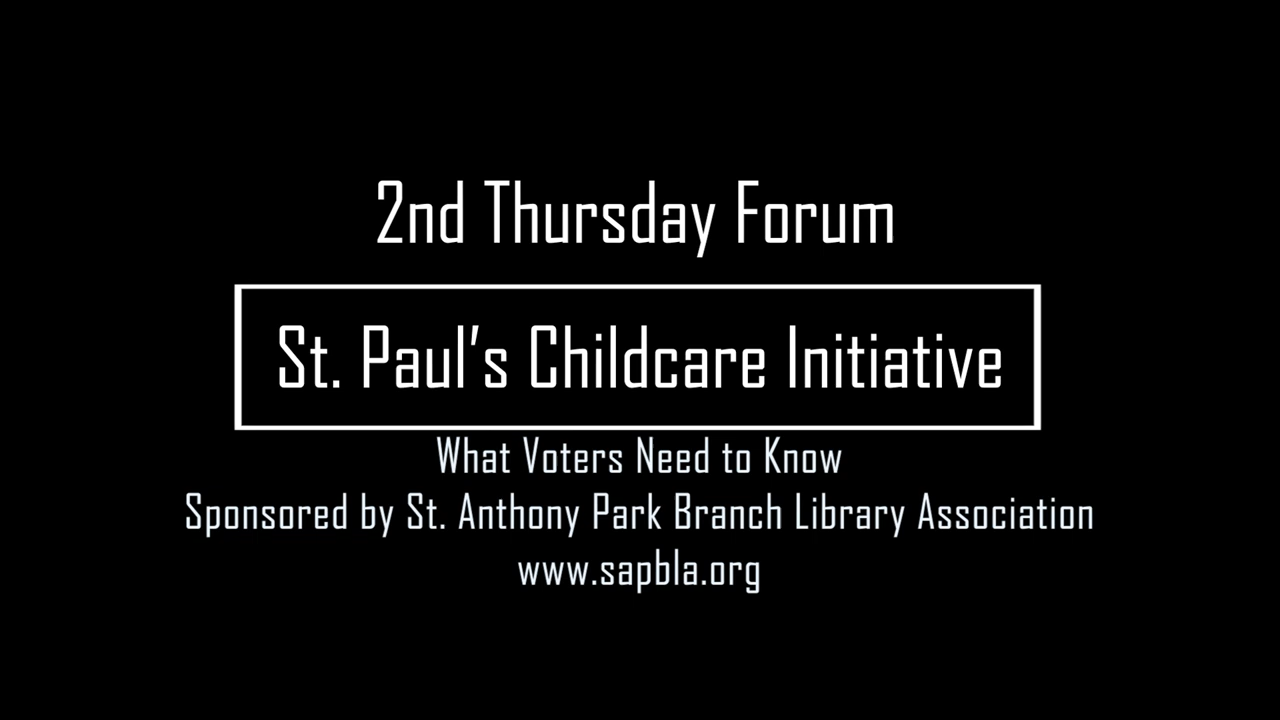 2nd Thursday Forum
St. Paul’s Childcare Initiative
What Voters Need to Know
Sponsored by St. Anthony Park Branch Library Association
www.sapbla.org